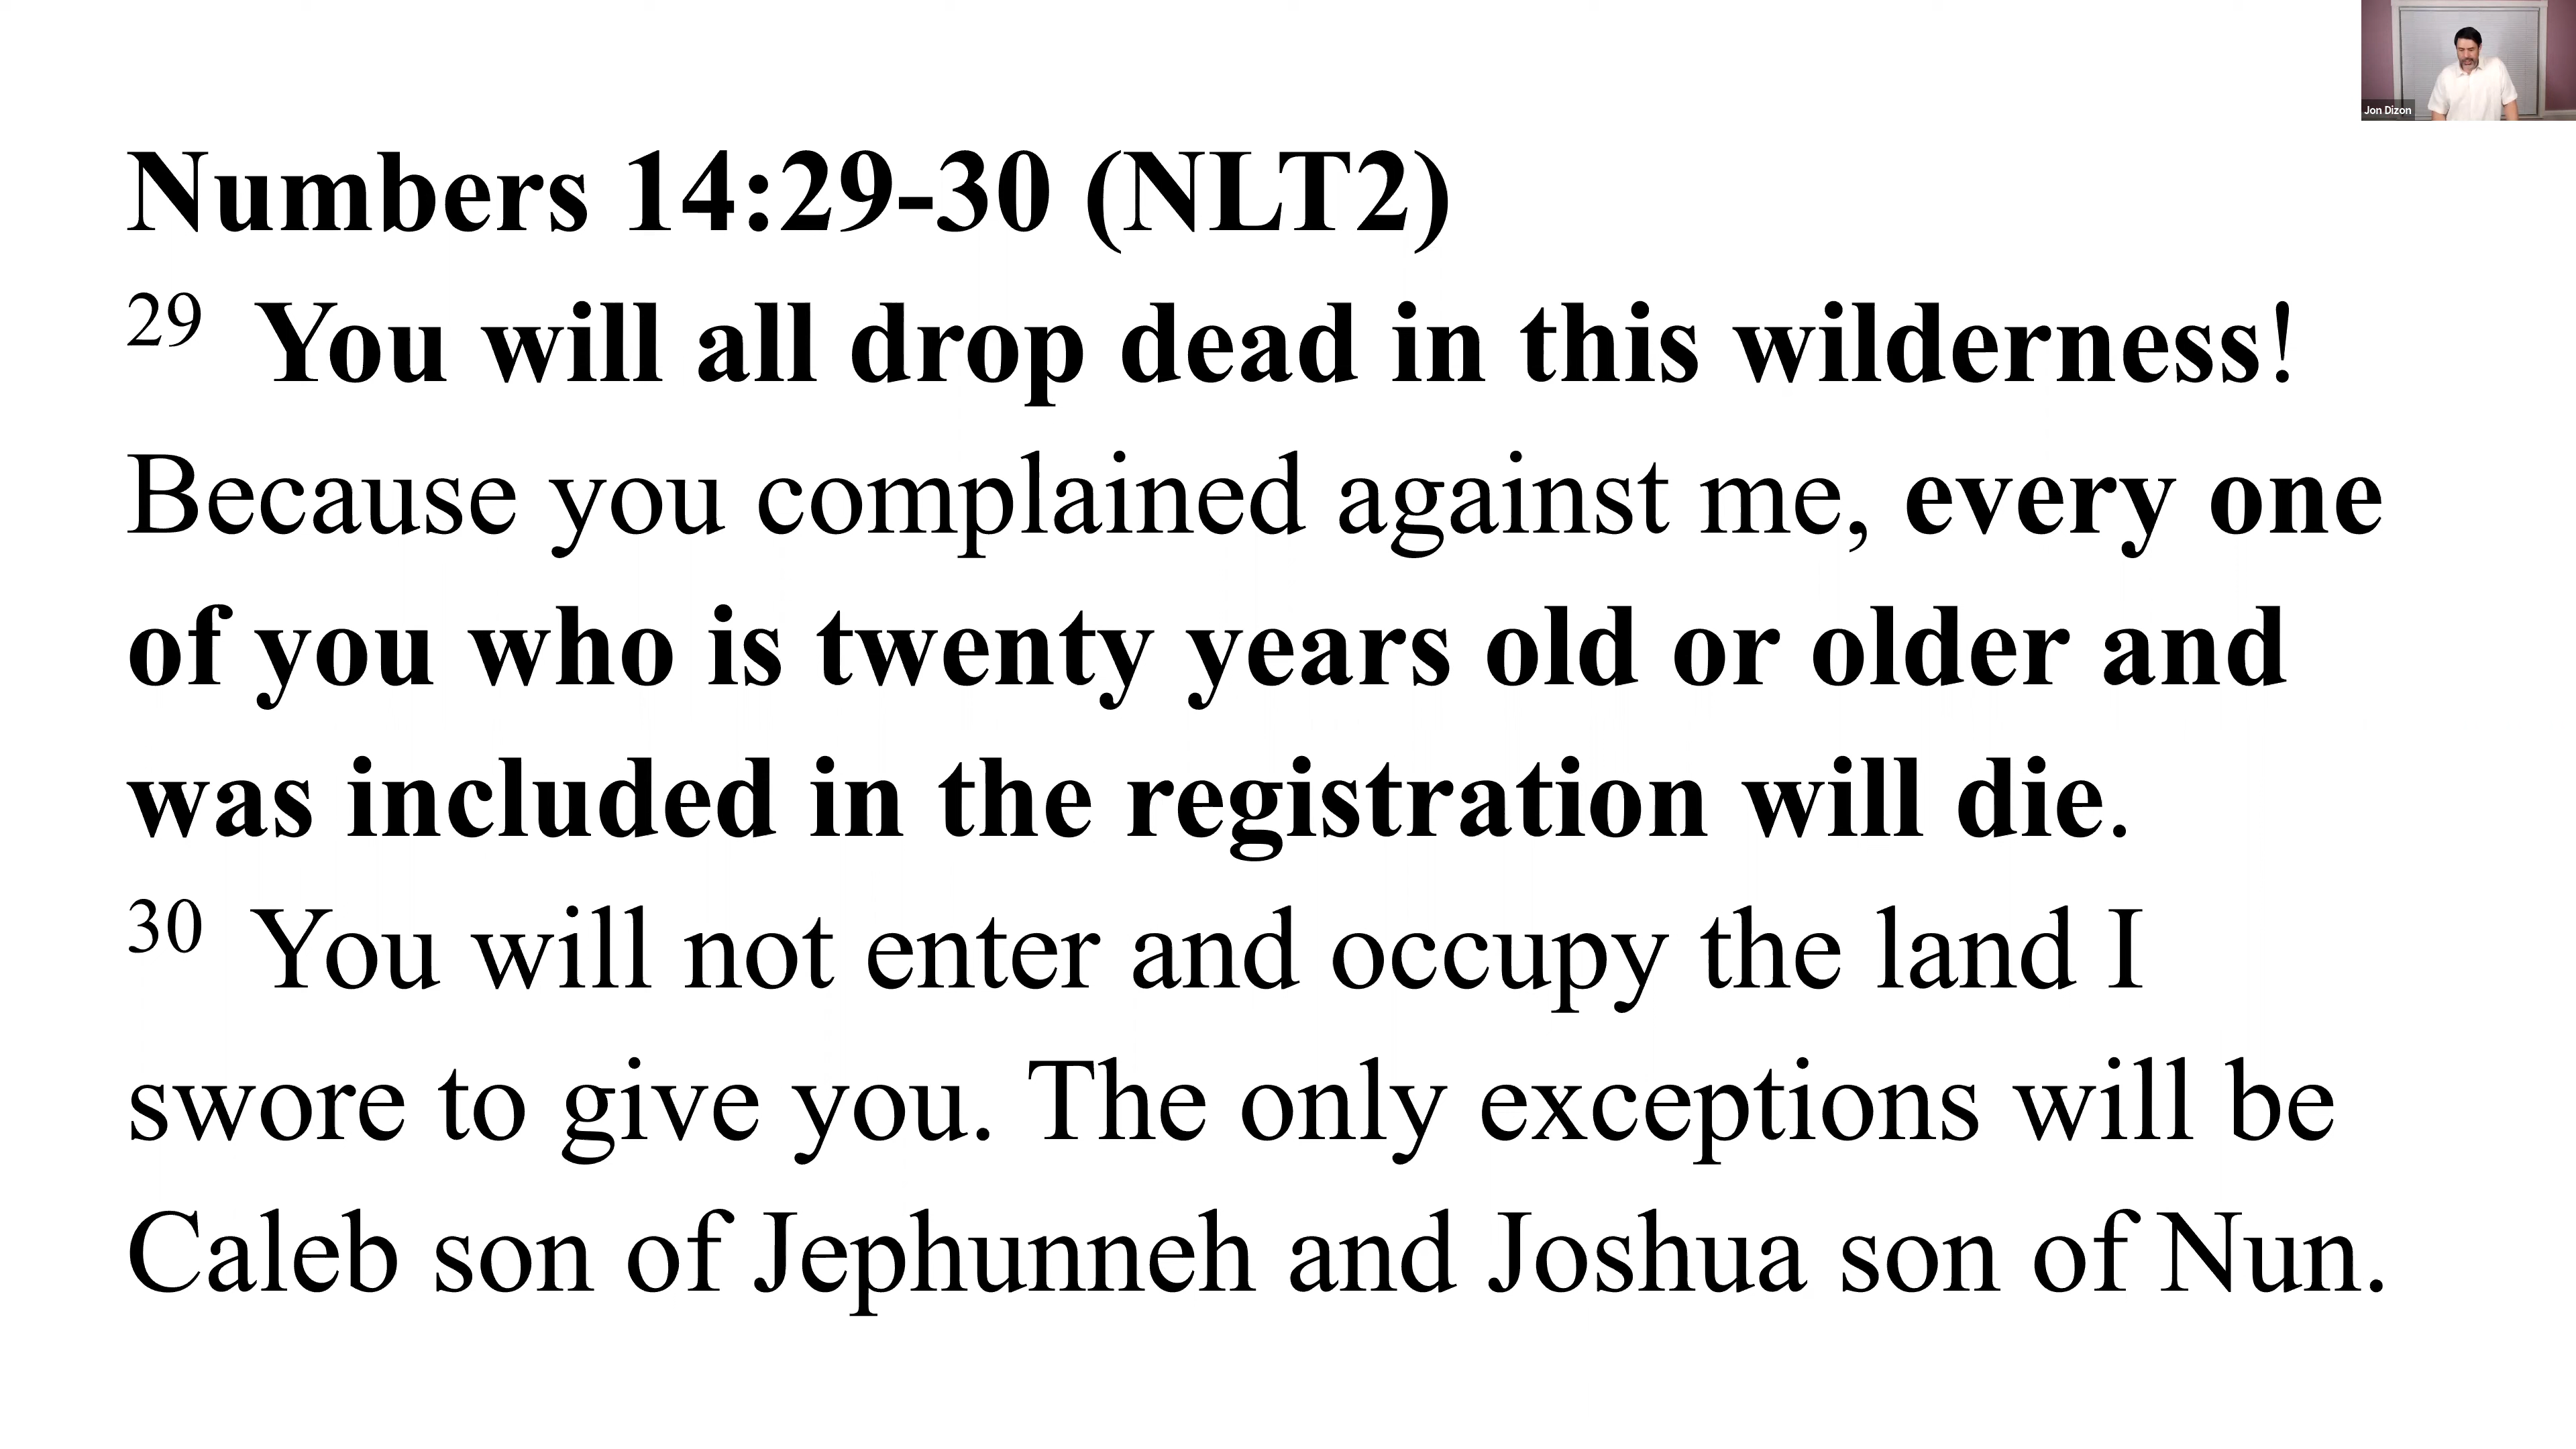 Jon Dizon
Numbers 14:29-30 (NLT2)
29 You will all drop dead in this wilderness!
Because you complained against me, every one
of you who is twenty years old or older and
was included in the registration will die.
30 You will not enter and occupy the land I
swore to give you. The only exceptions will be
Caleb son of Jephunneh and Joshua son of Nun.